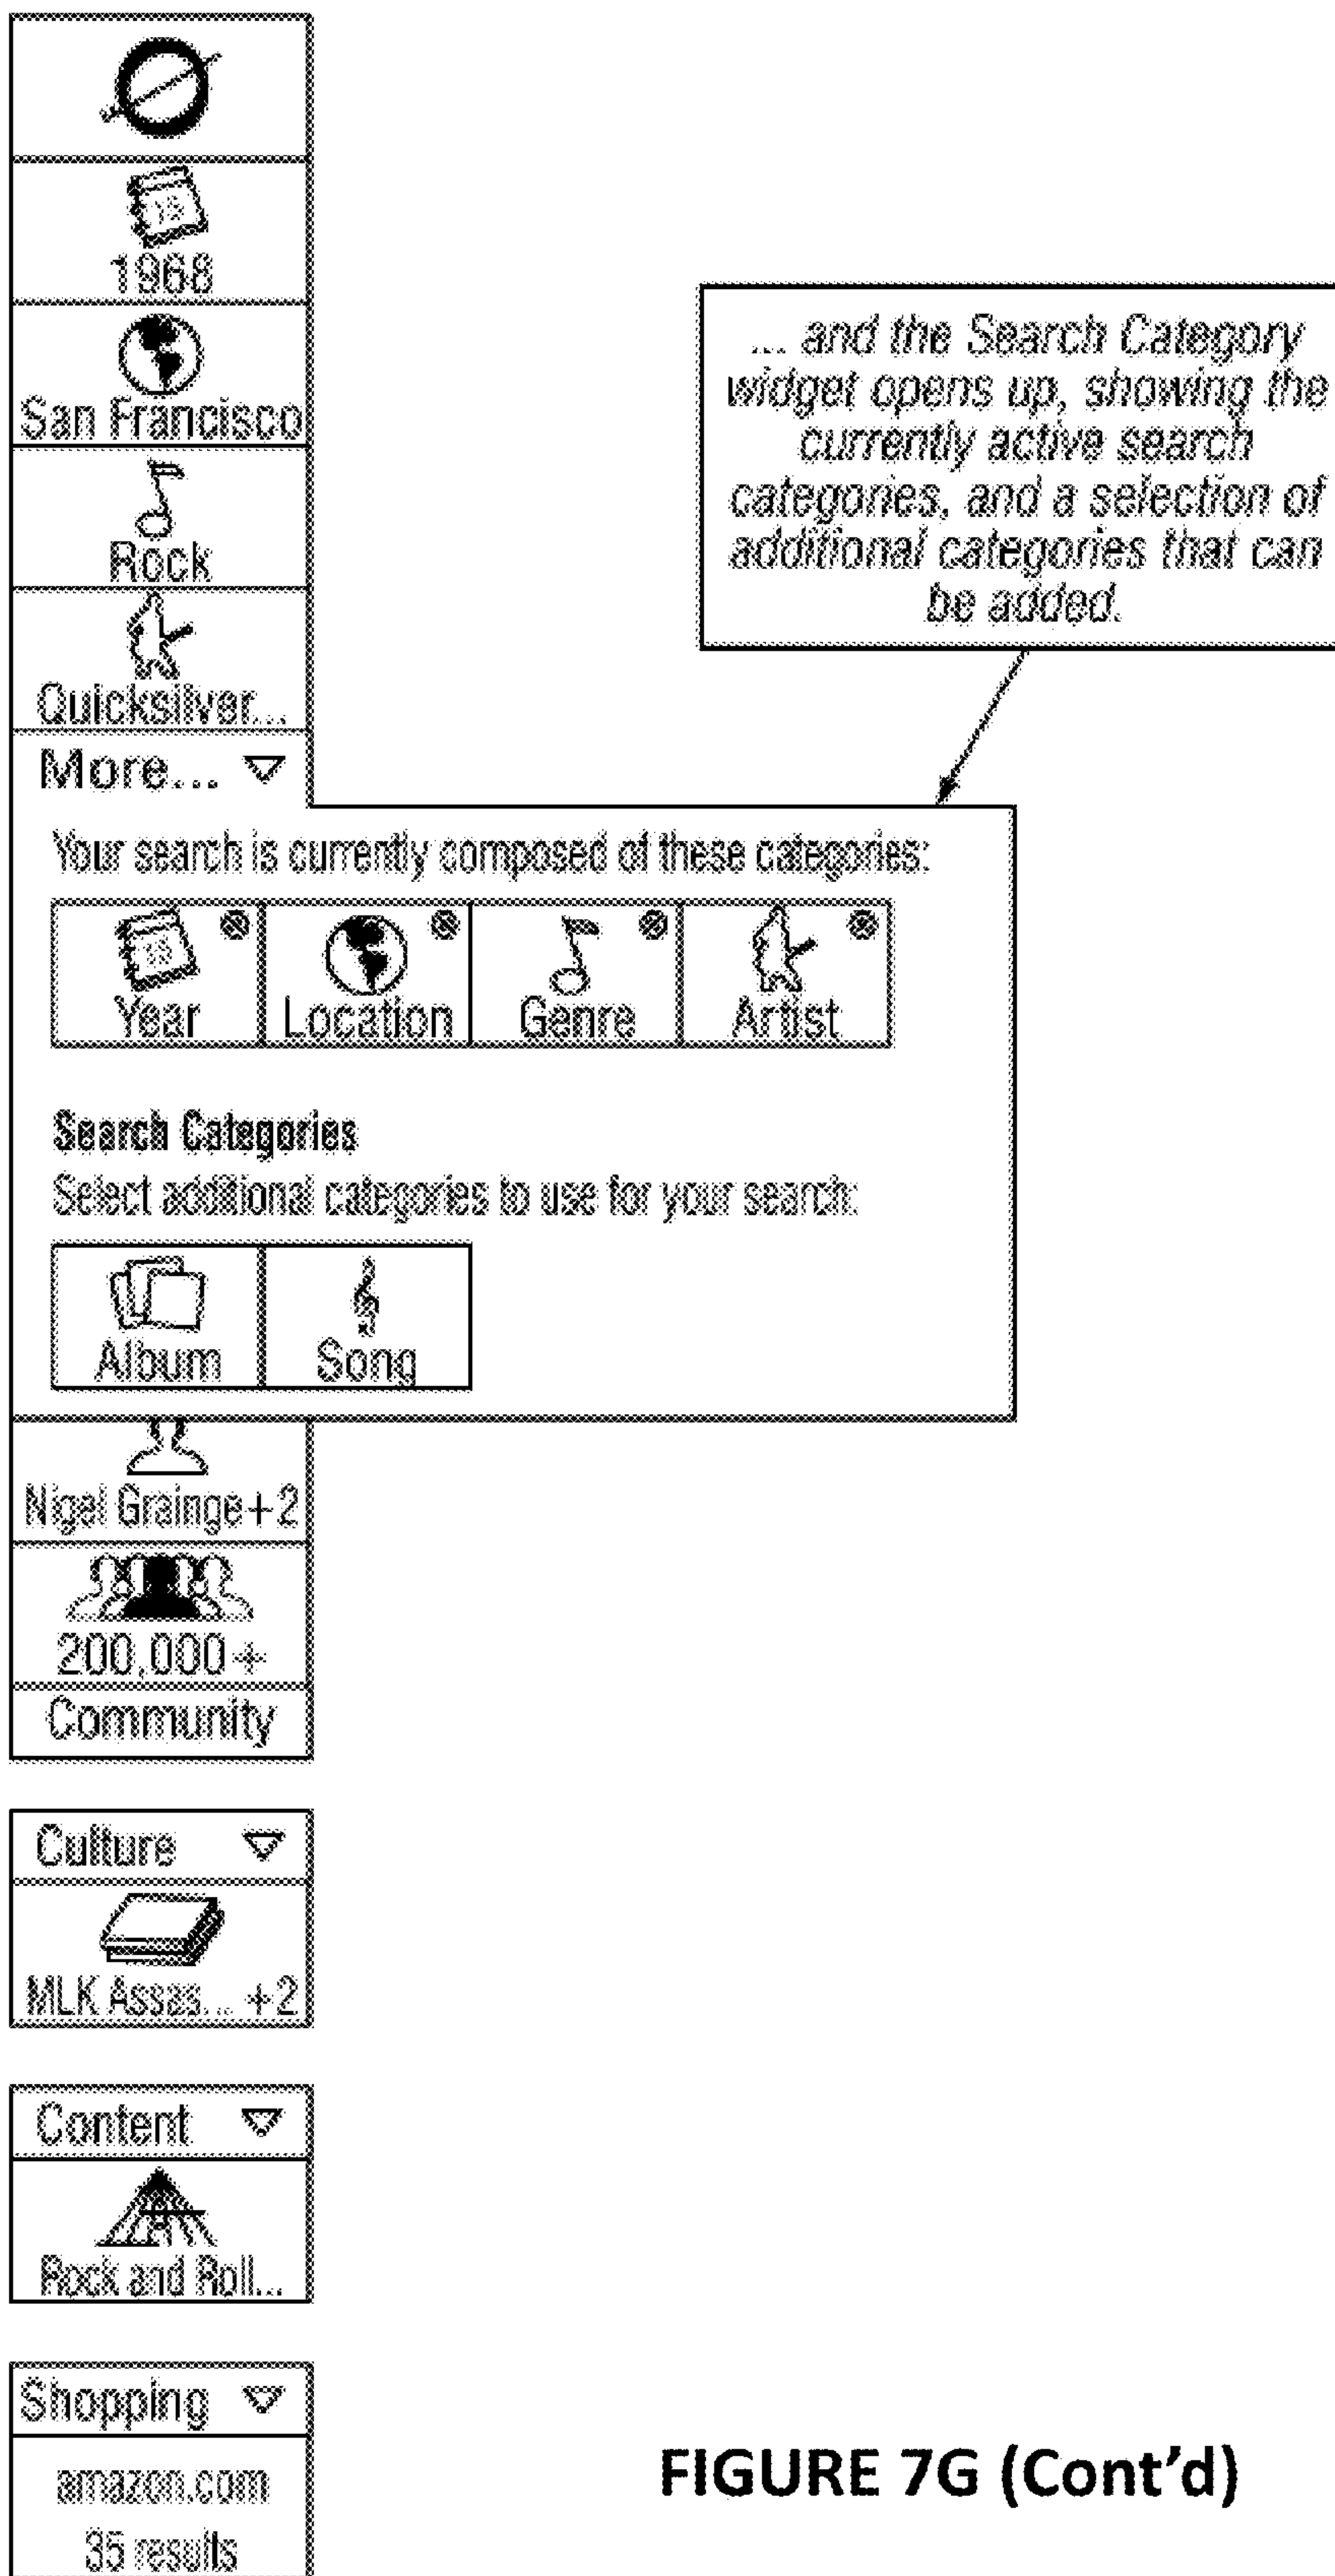 1968
San Francisco
Rock
Quicksilver...
More...
... and the Search Category
widget opens up, showing the
currently active search
categories, and a selection of
additional categories that can
be added.
Your search is currently composed of these categories:
Year Location Genre Artist
Search Categories
Select additional categories to use for your search:
Album Song
Nigel Grainge+2
200,000+
Community
Culture
MLK Assas... +2
Content
Rock and Roll...
Shopping
amazon.com
35 results
FIGURE 7G (Cont'd)